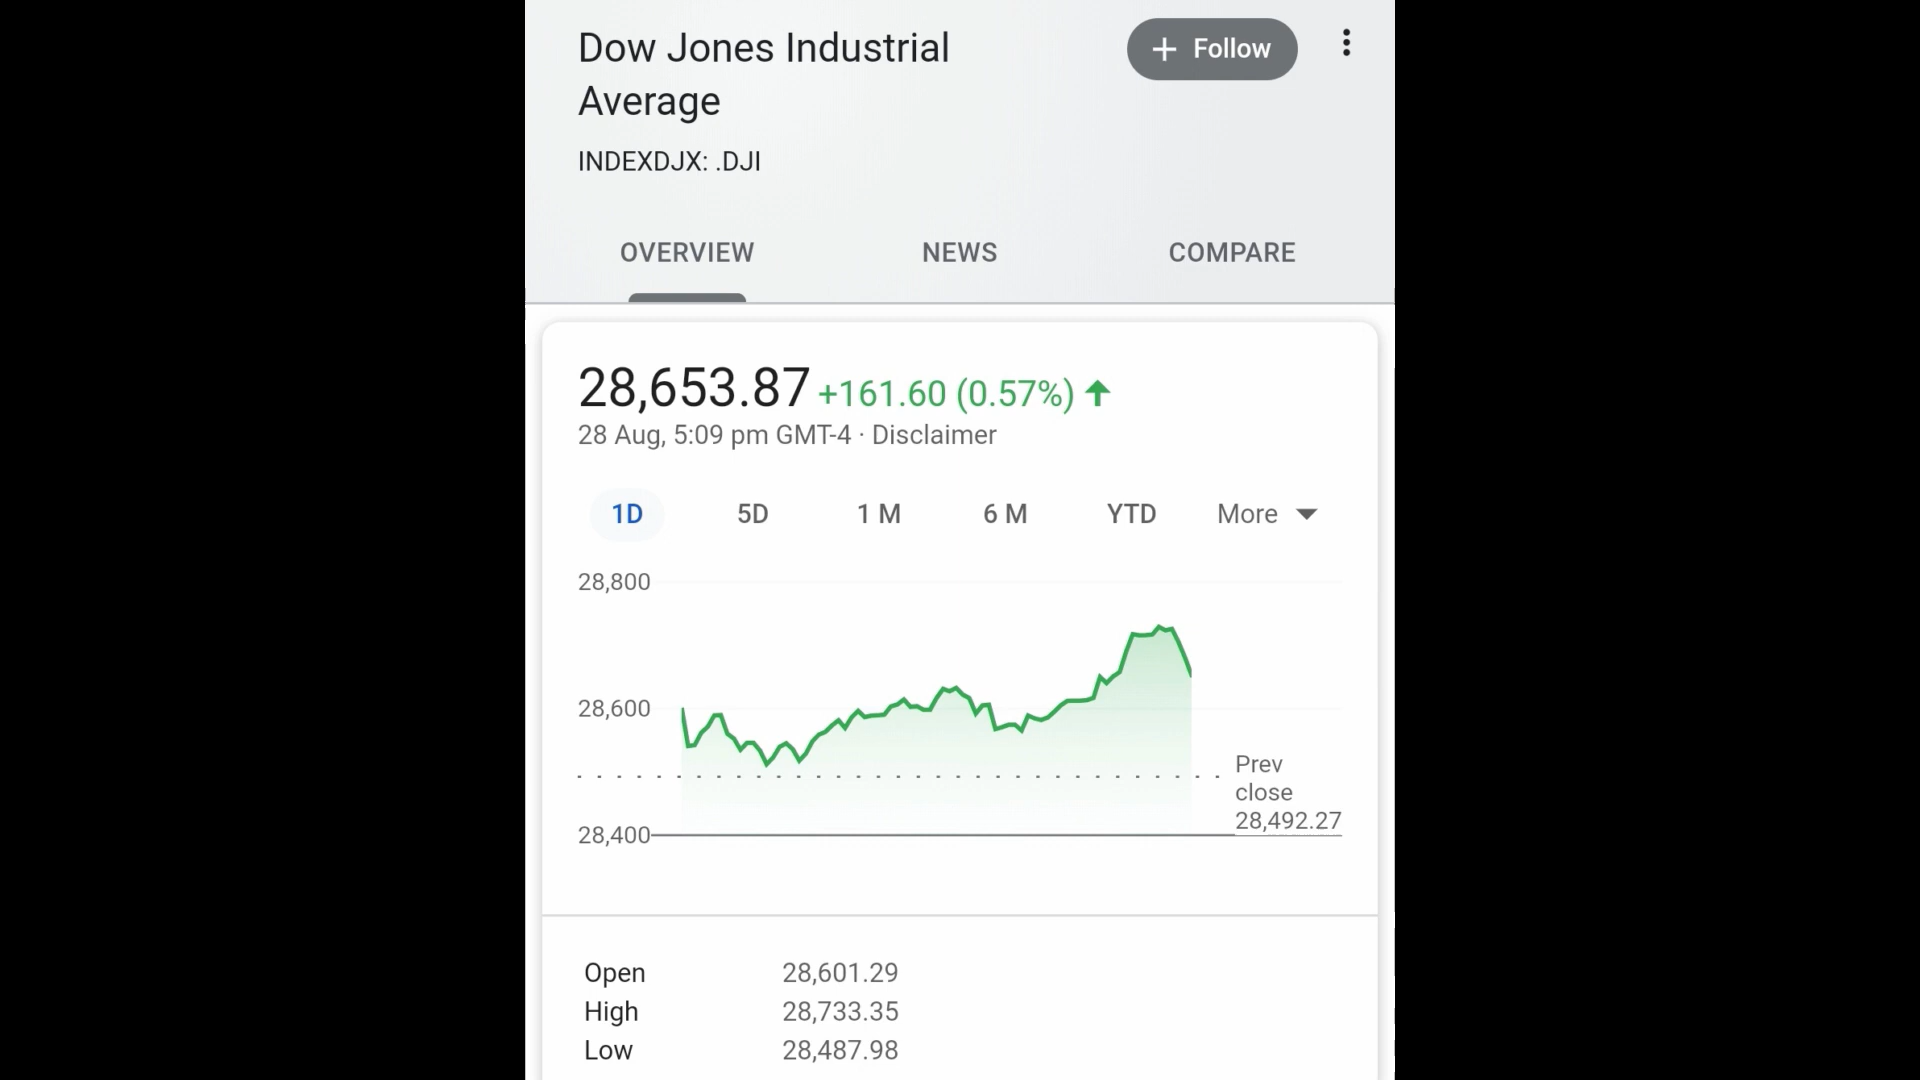 Dow Jones Industrial
Average
+ Follow
INDEXDJX: .DJI
OVERVIEW
NEWS
COMPARE
28,653.87 +161.60 (0.57%)
28 Aug, 5:09 pm GMT-4 · Disclaimer
1D
5D
1 M
6 M
YTD
More
28,800
28,600
28,400
Prev
close
28,492.27
Open 28,601.29
High 28,733.35
Low 28,487.98